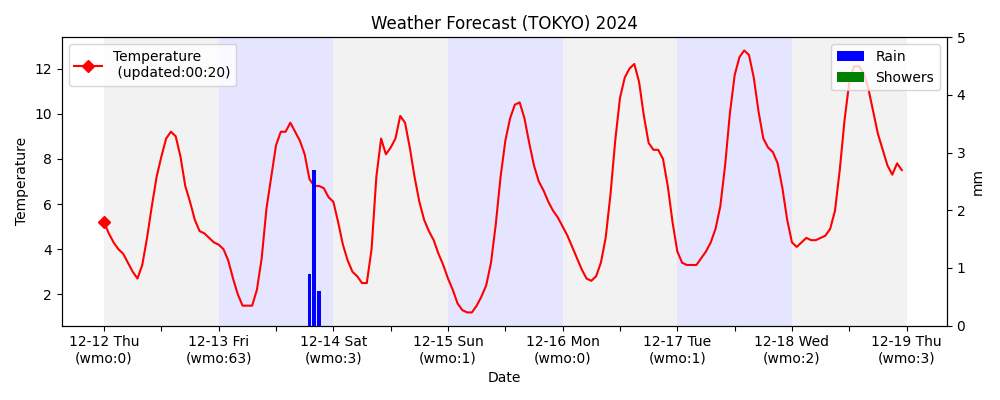 Weather Forecast (TOKYO) 2024
Temperature
(updated:00:20)
Rain
Showers
Temperature
12
10
8
6
4
2
5
4
3
2
1
0
mm
12-12 Thu
(wmo:0)
12-13 Fri
(wmo:63)
12-14 Sat
(wmo:3)
12-15 Sun
(wmo:1)
12-16 Mon
(wmo:0)
12-17 Tue
(wmo:1)
12-18 Wed
(wmo:2)
12-19 Thu
(wmo:3)
Date